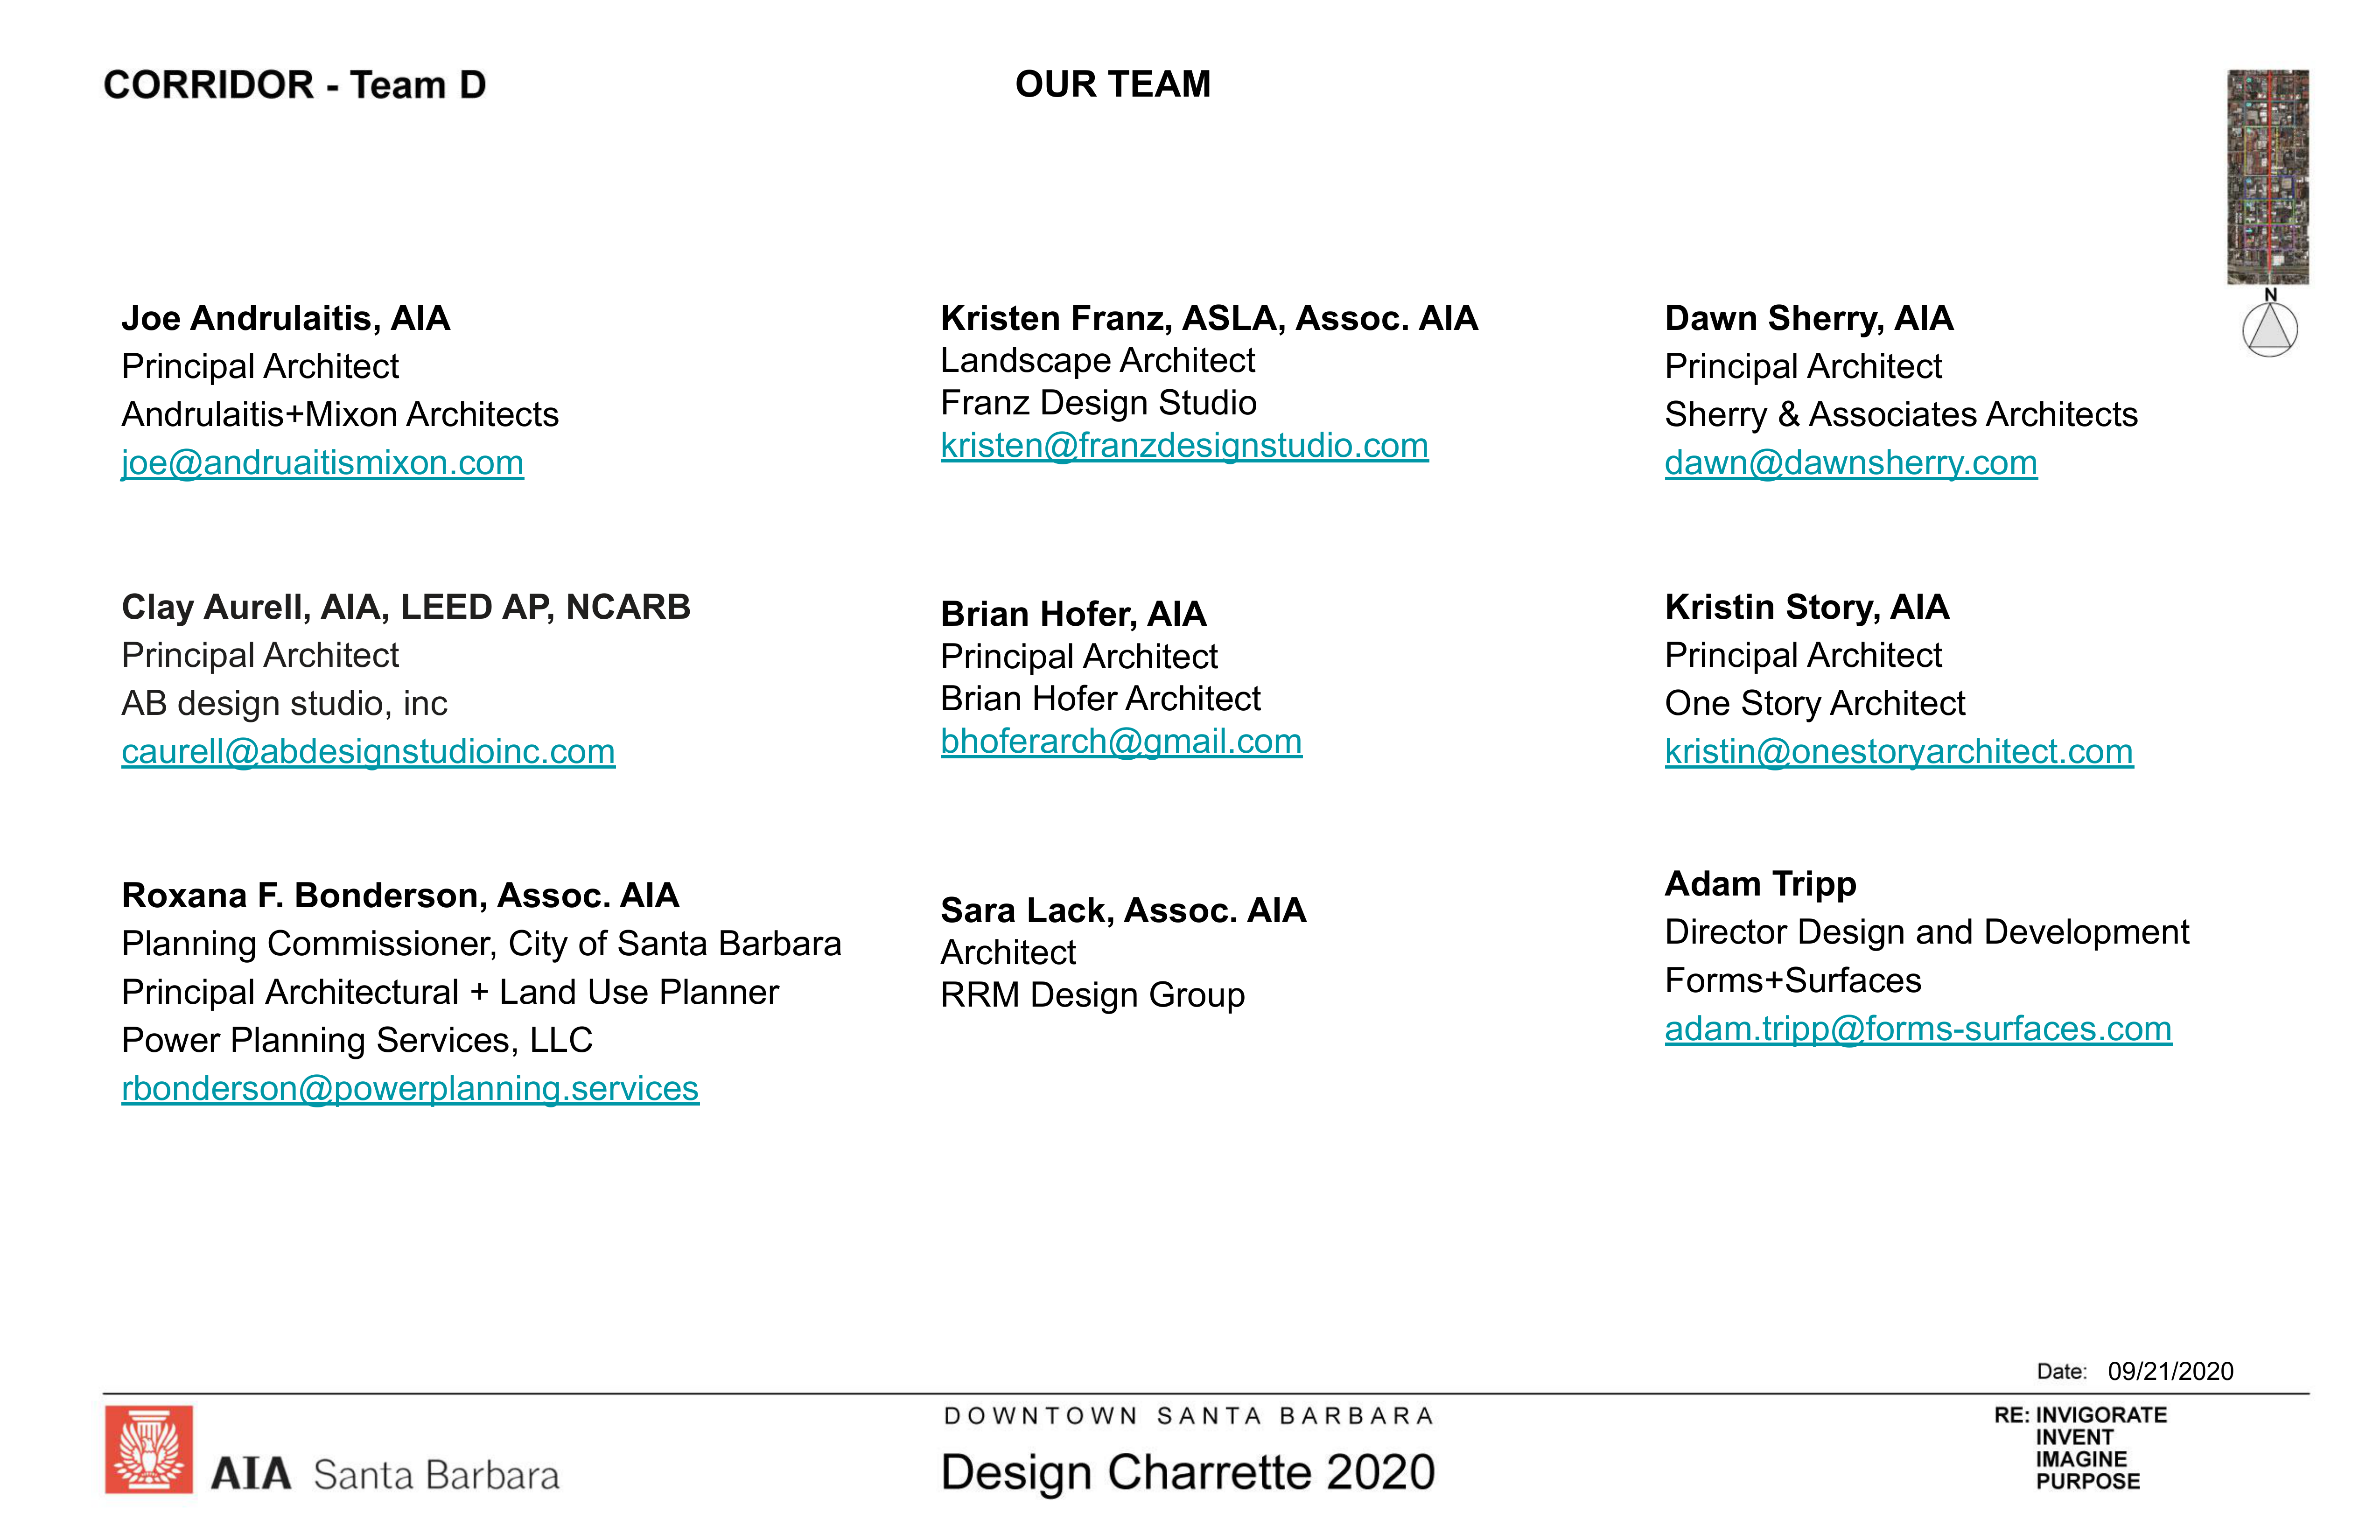 CORRIDOR - Team D
OUR TEAM
N
Joe Andrulaitis, AIA
Principal Architect
Andrulaitis+Mixon Architects
joe@andruaitismixon.com
Clay Aurell, AIA, LEED AP, NCARB
Principal Architect
AB design studio, inc
caurell@abdesignstudioinc.com
Roxana F. Bonderson, Assoc. AIA
Planning Commissioner, City of Santa Barbara
Principal Architectural + Land Use Planner
Power Planning Services, LLC
rbonderson@powerplanning.services
Kristen Franz, ASLA, Assoc. AIA
Landscape Architect
Franz Design Studio
kristen@franzdesignstudio.com
Brian Hofer, AIA
Principal Architect
Brian Hofer Architect
bhoferarch@gmail.com
Sara Lack, Assoc. AIA
Architect
RRM Design Group
Dawn Sherry, AIA
Principal Architect
Sherry & Associates Architects
dawn@dawnsherry.com
Kristin Story, AIA
Principal Architect
One Story Architect
kristin@onestoryarchitect.com
Adam Tripp
Director Design and Development
Forms+Surfaces
adam.tripp@forms-surfaces.com
Date: 09/21/2020
AIA Santa Barbara
DOWNTOWN SANTA BARBARA
Design Charrette 2020
RE: INVIGORATE
INVENT
IMAGINE
PURPOSE